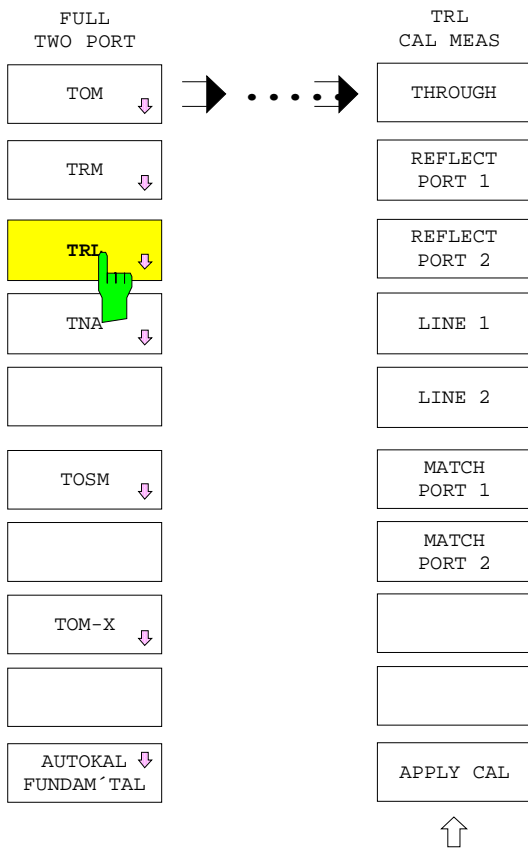 FULL
TWO PORT
TOM
TRM
TRL
TNA
TOSM
TOM-X
AUTOKAL
FUNDAM´TAL
TRL
CAL MEAS
THROUGH
REFLECT
PORT 1
REFLECT
PORT 2
LINE 1
LINE 2
MATCH
PORT 1
MATCH
PORT 2
APPLY CAL